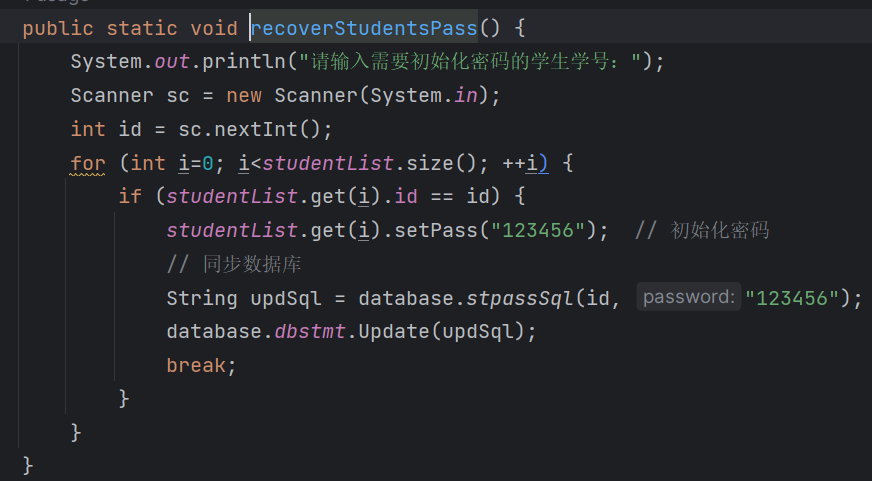 public static void recoverStudentsPass() {
System.out.println("请输入需要初始化密码的学生学号：");
Scanner sc = new Scanner(System.in);
int id = sc.nextInt();
for (int i=0; i<studentList.size(); ++i) {
if (studentList.get(i).id == id) {
studentList.get(i).setPass("123456");  // 初始化密码
// 同步数据库
String updSql = database.stpassSql(id, password: "123456");
database.dbstmt.Update(updSql);
break;
}
}
}